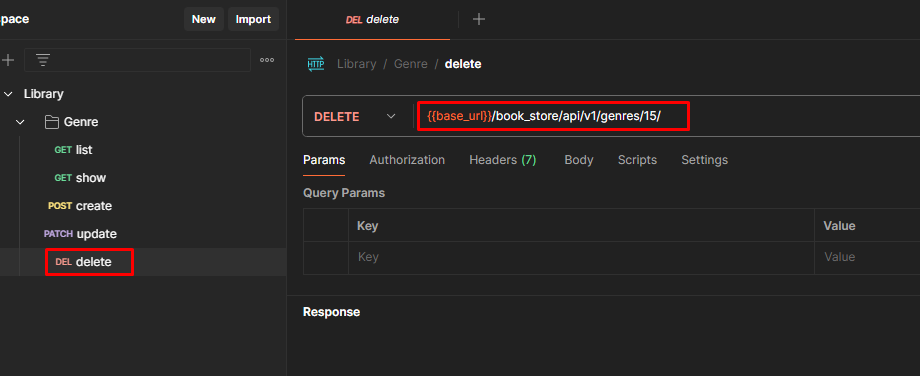 space
New
Import
DEL delete
Library
Genre
GET list
GET show
POST create
PATCH update
DEL delete
HTTP Library / Genre / delete
DELETE {{base_url}}/book_store/api/v1/genres/15/
Params Authorization Headers (7) Body Scripts Settings
Query Params
Key Value
Key Value
Response